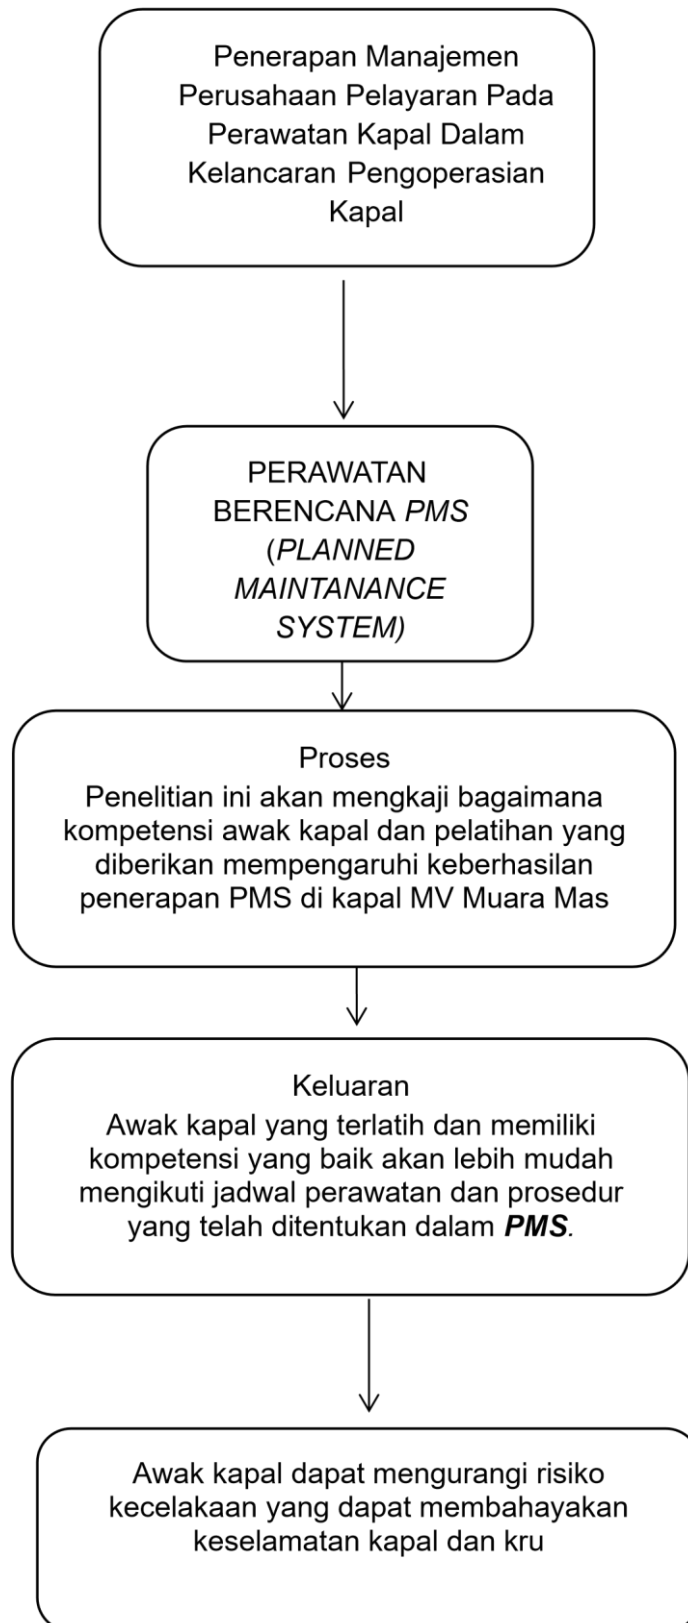 Penerapan Manajemen
Perusahaan Pelayaran Pada
Perawatan Kapal Dalam
Kelancaran Pengoperasian
Kapal
PERAWATAN
BERENCANA PMS
(PLANNED
MAINTANANCE
SYSTEM)
Proses
Penelitian ini akan mengkaji bagaimana
kompetensi awak kapal dan pelatihan yang
diberikan mempengaruhi keberhasilan
penerapan PMS di kapal MV Muara Mas
Keluaran
Awak kapal yang terlatih dan memiliki
kompetensi yang baik akan lebih mudah
mengikuti jadwal perawatan dan prosedur
yang telah ditentukan dalam PMS.
Awak kapal dapat mengurangi risiko
kecelakaan yang dapat membahayakan
keselamatan kapal dan kru